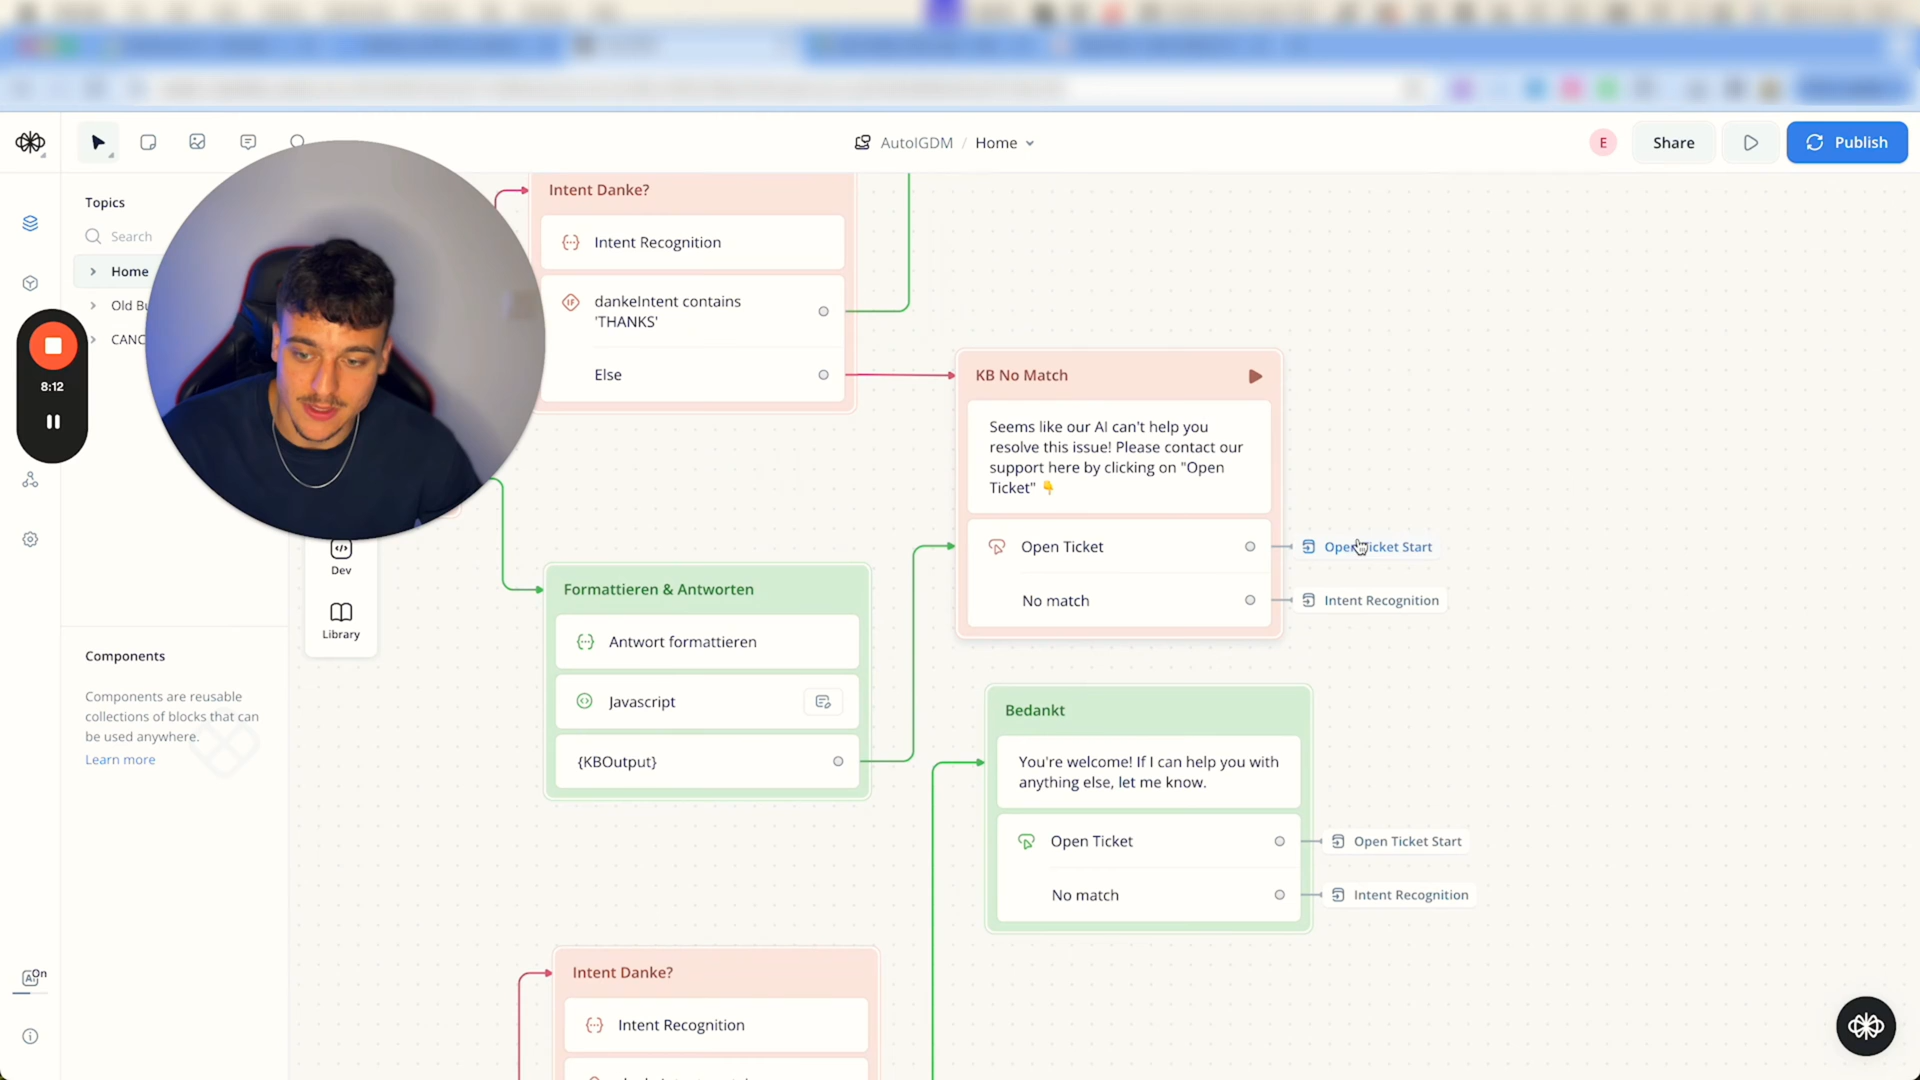 AutoIGDM / Home
E
Share
Publish
Topics
Search
Home
Old Bu
CANC
8:12
Dev
Library
Components
Components are reusable
collections of blocks that can
be used anywhere.
Learn more
On
Intent Danke?
Intent Recognition
IF
dankeIntent contains
'THANKS'
Else
KB No Match
Seems like our AI can't help you
resolve this issue! Please contact our
support here by clicking on "Open
Ticket" 👇
Open Ticket
Open Ticket Start
No match
Intent Recognition
Formattieren & Antworten
Antwort formattieren
Javascript
{KBOutput}
Bedankt
You're welcome! If I can help you with
anything else, let me know.
Open Ticket
Open Ticket Start
No match
Intent Recognition
Intent Danke?
Intent Recognition